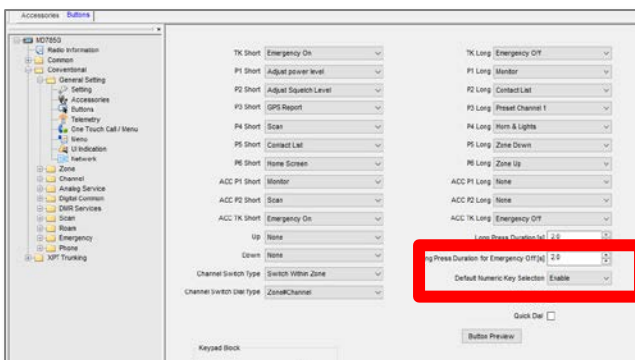 Accessories Buttons
MD785G
Radio Information
Common
Conventional
General Setting
Setting
Accessories
Buttons
Telemetry
One Touch Call / Menu
Menu
UI Indication
Network
Zone
Channel
Analog Service
Digital Common
DMR Services
Scan
Roam
Emergency
Phone
XPT Trunking
TK Short Emergency On TK Long Emergency Off
P1 Short Adjust power level P1 Long Monitor
P2 Short Adjust Squelch Level P2 Long Contact List
P3 Short GPS Report P3 Long Preset Channel 1
P4 Short Scan P4 Long Horn & Lights
P5 Short Contact List P5 Long Zone Down
P6 Short Home Screen P6 Long Zone Up
ACC P1 Short Monitor ACC P1 Long None
ACC P2 Short Scan ACC P2 Long None
ACC TK Short Emergency On ACC TK Long Emergency Off
Up None Long Press Duration [s] 2.0
Down None ng Press Duration for Emergency Off[s] 2.0
Channel Switch Type Switch Within Zone Default Numeric Key Selection Enable
Channel Switch Dial Type Zone#Channel
Quick Dial
Button Preview
Keypad Block